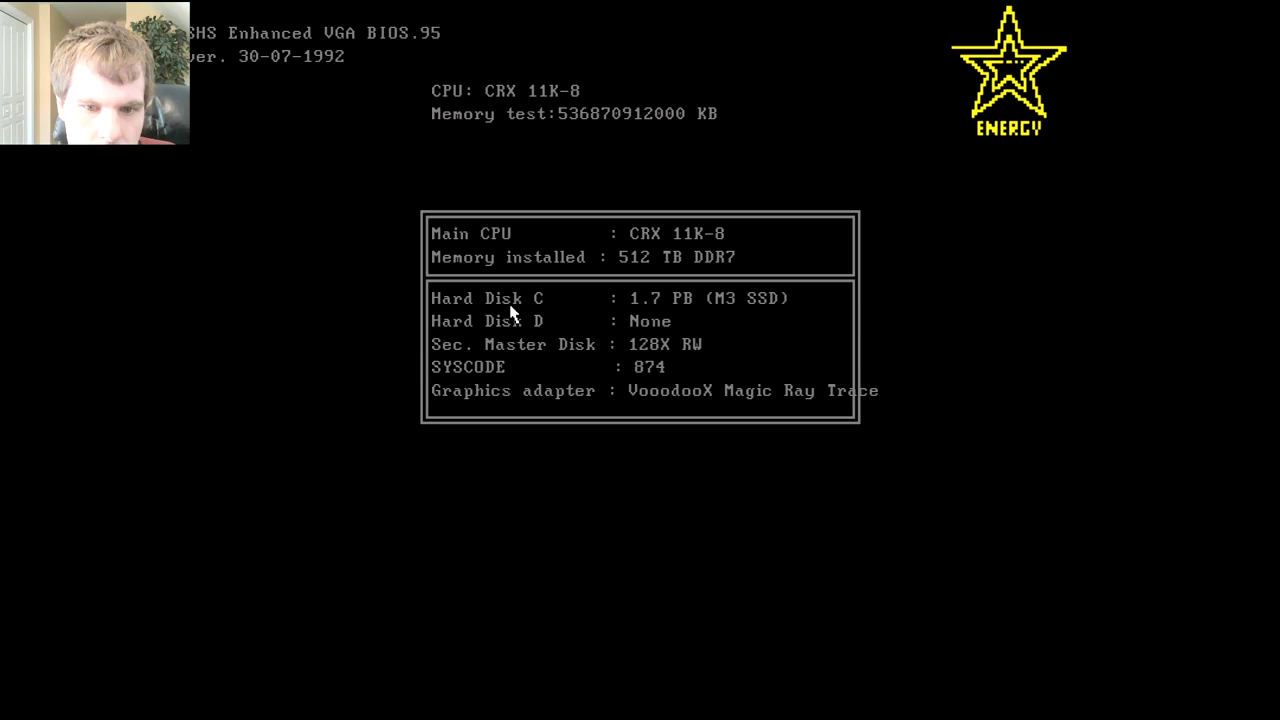 SHS Enhanced VGA BIOS.95
ver. 30-07-1992
ENERGY
CPU: CRX 11K-8
Memory test:536870912000 KB
Main CPU : CRX 11K-8
Memory installed : 512 TB DDR7
Hard Disk C : 1.7 PB (M3 SSD)
Hard Disk D : None
Sec. Master Disk : 128X RW
SYSCODE : 874
Graphics adapter : VooodooX Magic Ray Trace